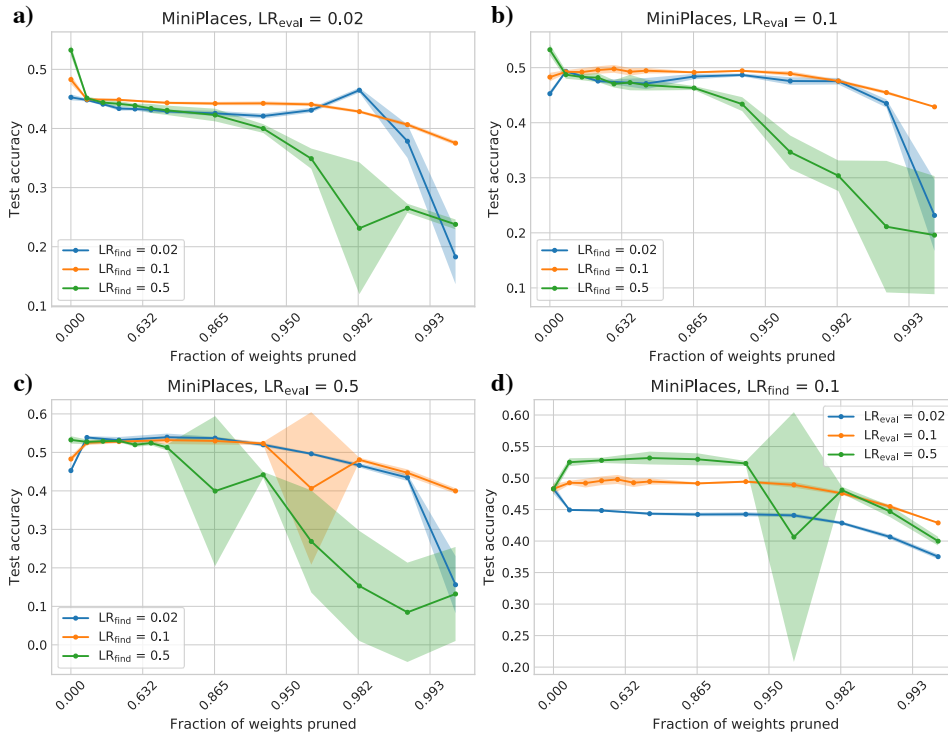 a)
MiniPlaces, LR_eval = 0.02
Test accuracy
0.5
0.4
0.3
0.2
0.1
LR_find = 0.02
LR_find = 0.1
LR_find = 0.5
0.000
0.632
0.865
0.950
0.982
0.993
Fraction of weights pruned
b)
MiniPlaces, LR_eval = 0.1
Test accuracy
0.5
0.4
0.3
0.2
0.1
LR_find = 0.02
LR_find = 0.1
LR_find = 0.5
0.000
0.632
0.865
0.950
0.982
0.993
Fraction of weights pruned
c)
MiniPlaces, LR_eval = 0.5
Test accuracy
0.6
0.5
0.4
0.3
0.2
0.1
0.0
LR_find = 0.02
LR_find = 0.1
LR_find = 0.5
0.000
0.632
0.865
0.950
0.982
0.993
Fraction of weights pruned
d)
MiniPlaces, LR_find = 0.1
Test accuracy
0.60
0.55
0.50
0.45
0.40
0.35
0.30
0.25
0.20
LR_eval = 0.02
LR_eval = 0.1
LR_eval = 0.5
0.000
0.632
0.865
0.950
0.982
0.993
Fraction of weights pruned